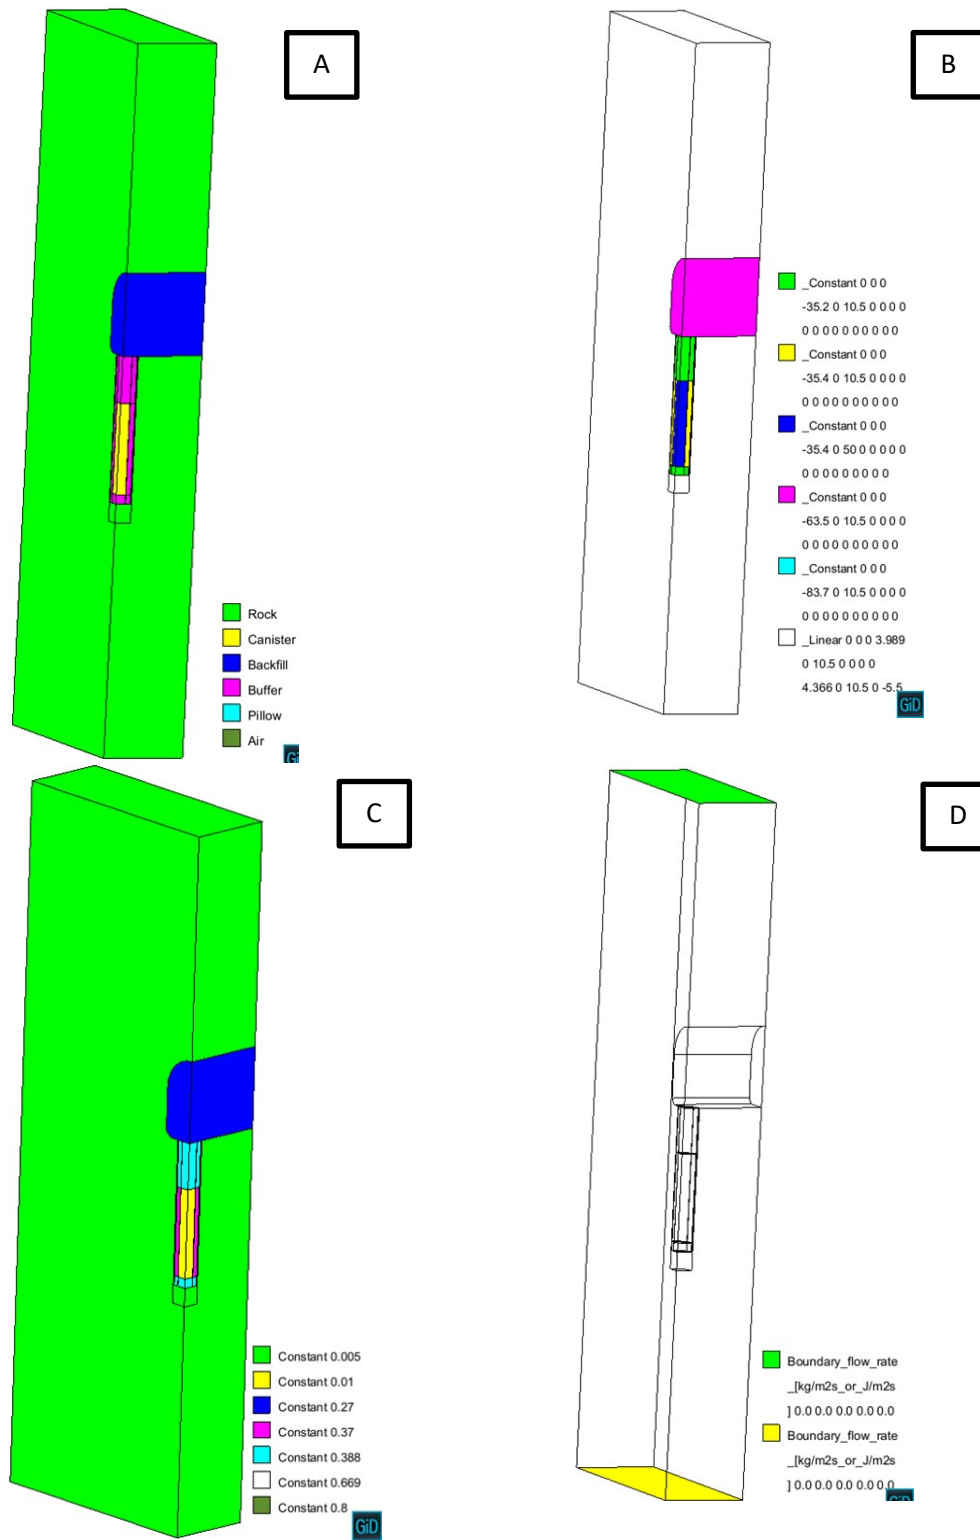 A
Rock
Canister
Backfill
Buffer
Pillow
Air
B
_Constant 0 0 0
-35.2 0 10.5 0 0 0 0
0 0 0 0 0 0 0 0 0 0
_Constant 0 0 0
-35.4 0 10.5 0 0 0 0
0 0 0 0 0 0 0 0 0 0
_Constant 0 0 0
-35.4 0 50 0 0 0 0 0
0 0 0 0 0 0 0 0 0
_Constant 0 0 0
-63.5 0 10.5 0 0 0 0
0 0 0 0 0 0 0 0 0 0
_Constant 0 0 0
-83.7 0 10.5 0 0 0 0
0 0 0 0 0 0 0 0 0 0
_Linear 0 0 0 3.989
0 10.5 0 0 0 0
4.366 0 10.5 0 -5.5
GiD
C
Constant 0.005
Constant 0.01
Constant 0.27
Constant 0.37
Constant 0.388
Constant 0.669
Constant 0.8
GiD
D
Boundary_flow_rate
_[kg/m2s_or_J/m2s
] 0.0 0.0 0.0 0.0 0.0
Boundary_flow_rate
_[kg/m2s_or_J/m2s
] 0.0 0.0 0.0 0.0 0.0